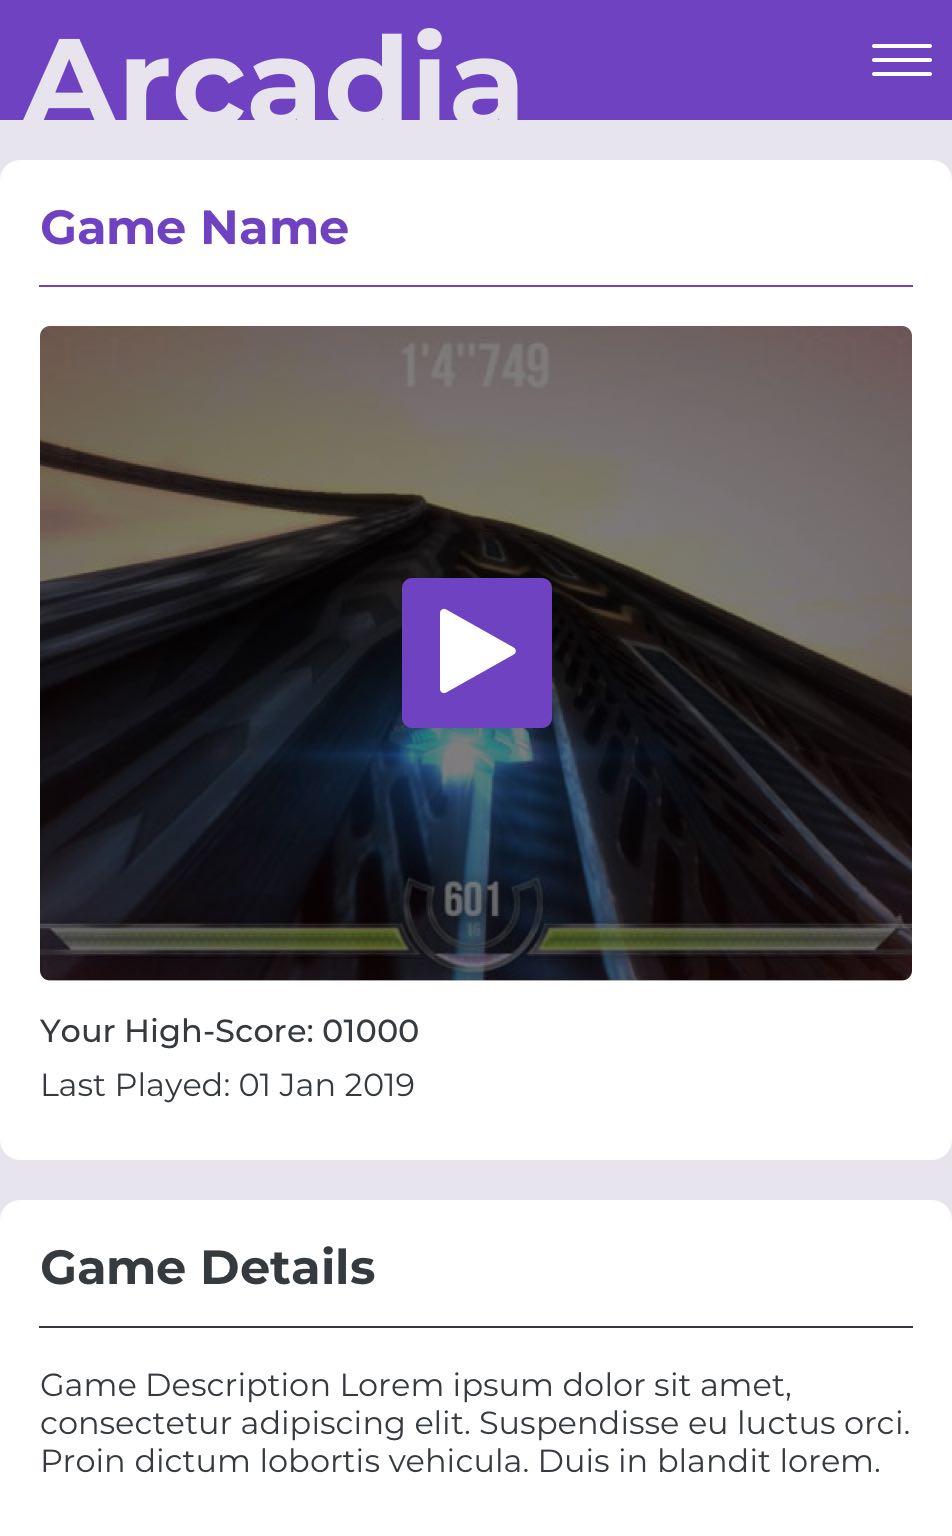 Arcadia
Game Name
1'4"749
601
Your High-Score: 01000
Last Played: 01 Jan 2019
Game Details
Game Description Lorem ipsum dolor sit amet,
consectetur adipiscing elit. Suspendisse eu luctus orci.
Proin dictum lobortis vehicula. Duis in blandit lorem.